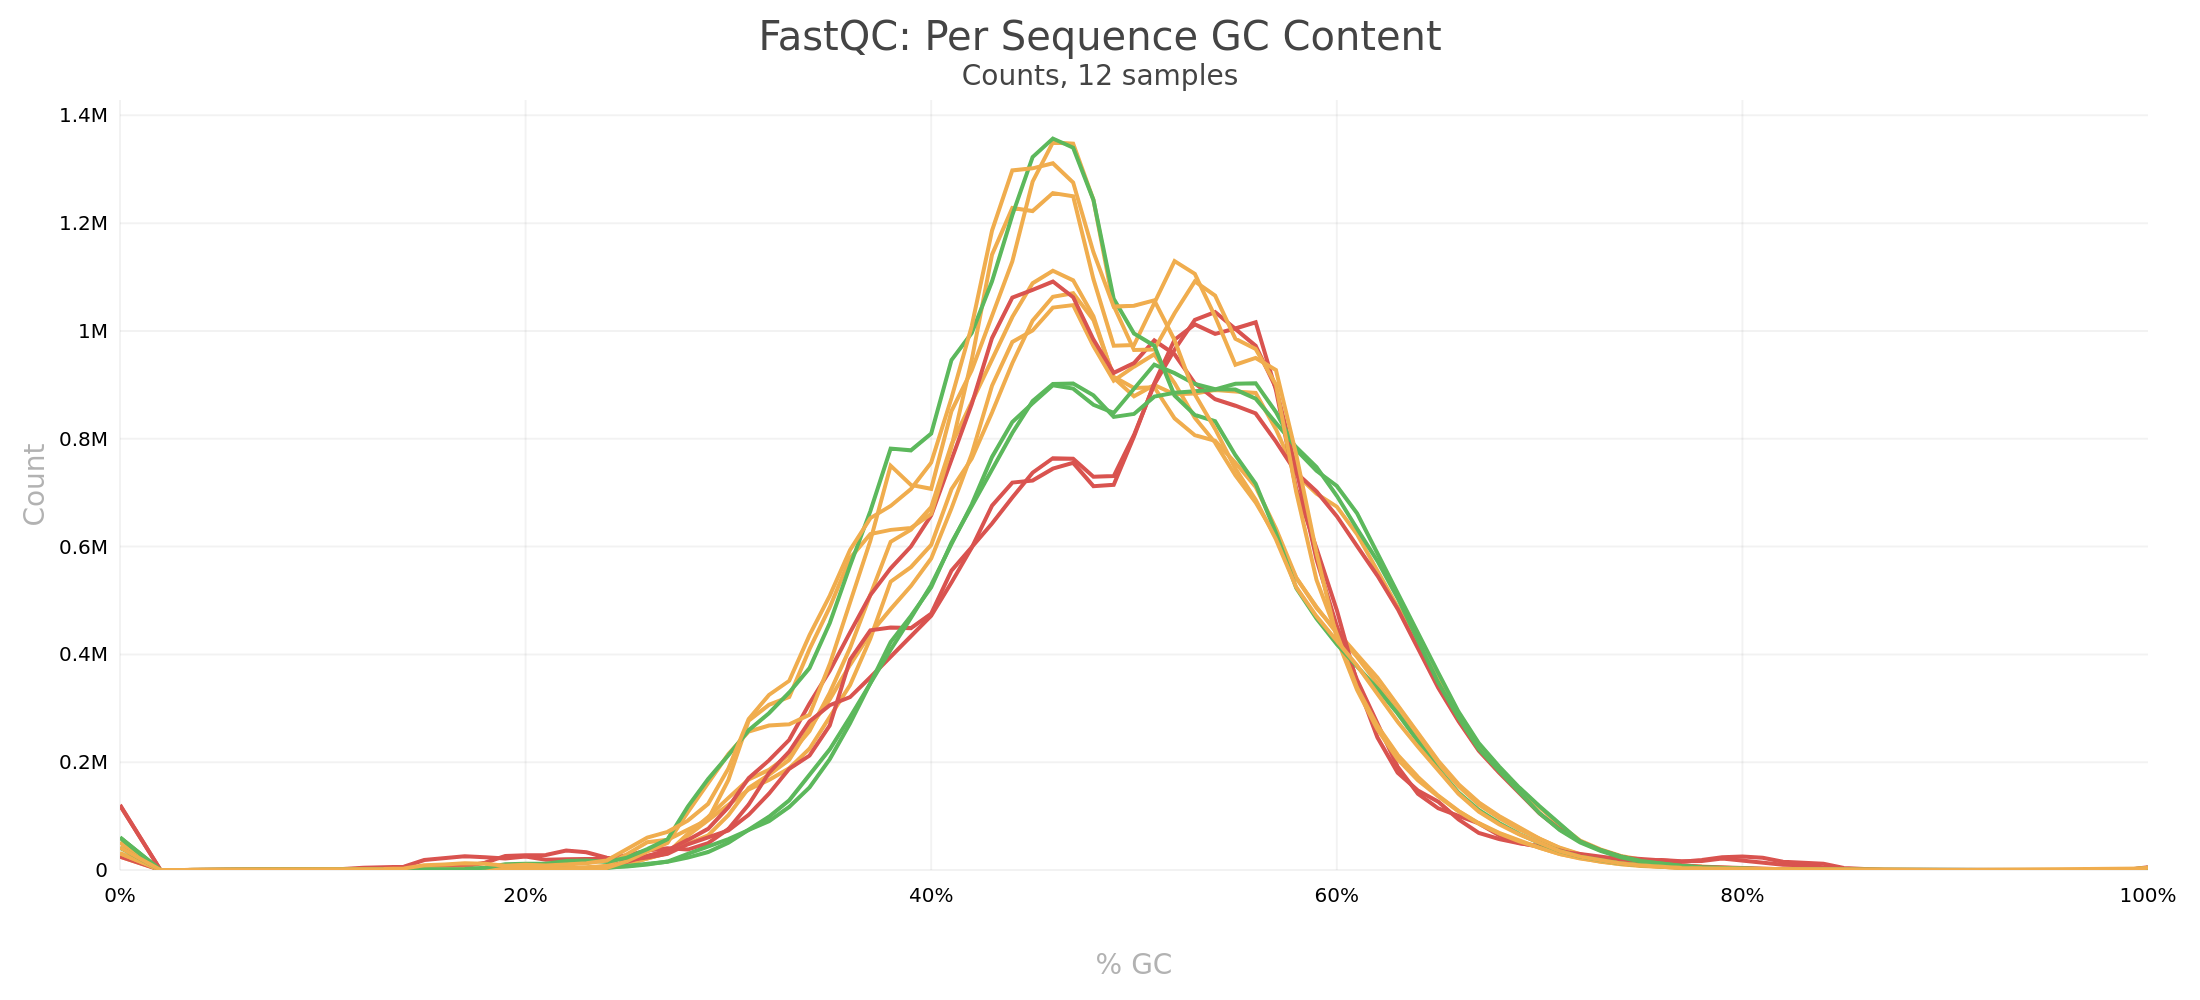 FastQC: Per Sequence GC Content
Counts, 12 samples
1.4M
1.2M
1M
0.8M
0.6M
0.4M
0.2M
0
Count
0%
20%
40%
60%
80%
100%
% GC